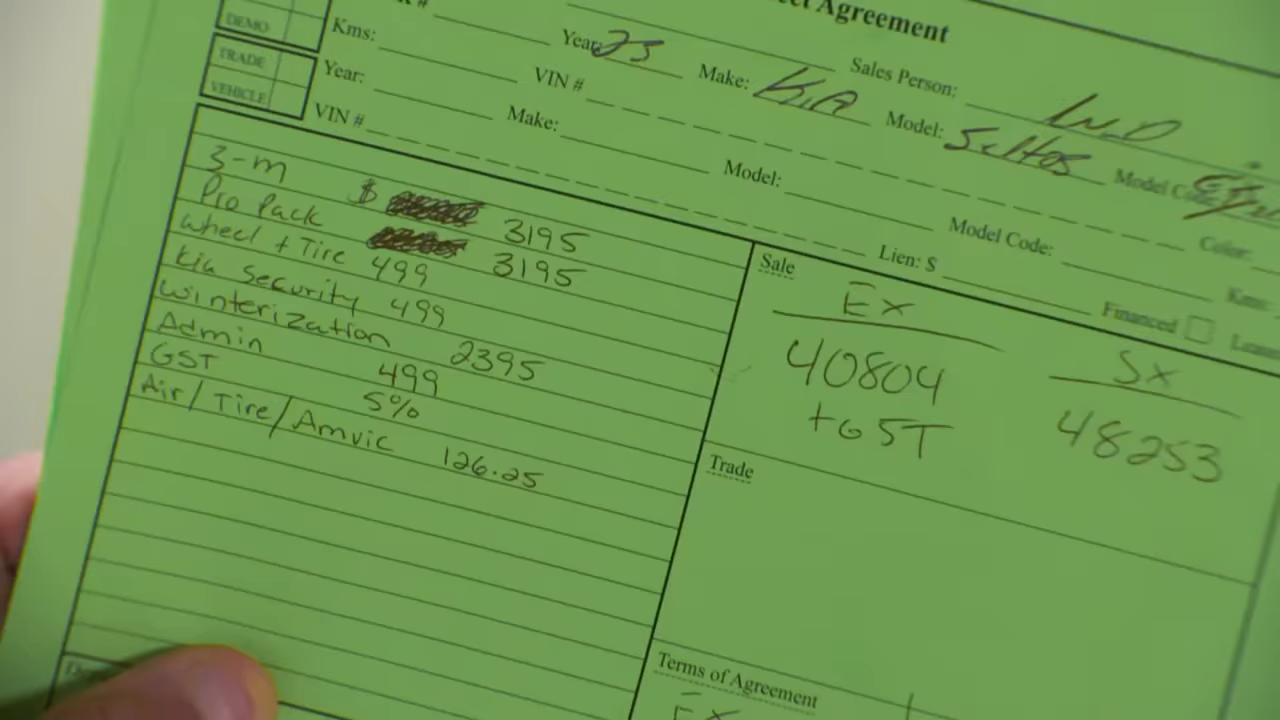 Agreement
DEMO
Kms:
Year: 23
Make: KIA
Sales Person: IND
TRADE
VEHICLE
Year:
VIN #
Model: Seltos
Model Code:
VIN #
Make:
Model:
Model Code:
Color:
Lien: $
Kms:
Financed
3-m $ 3195
Pro Pack 3195
Wheel + Tire 499
Kia Security 499
Winterization 2395
Admin 499
GST 5%
Air/Tire/Amvic 126.25
Sale
EX
40804
+GST
SX
48253
Trade
Terms of Agreement
EX